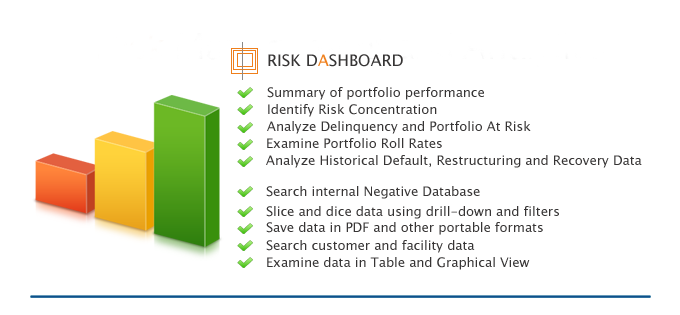 RISK DASHBOARD
Summary of portfolio performance
Identify Risk Concentration
Analyze Delinquency and Portfolio At Risk
Examine Portfolio Roll Rates
Analyze Historical Default, Restructuring and Recovery Data
Search internal Negative Database
Slice and dice data using drill-down and filters
Save data in PDF and other portable formats
Search customer and facility data
Examine data in Table and Graphical View